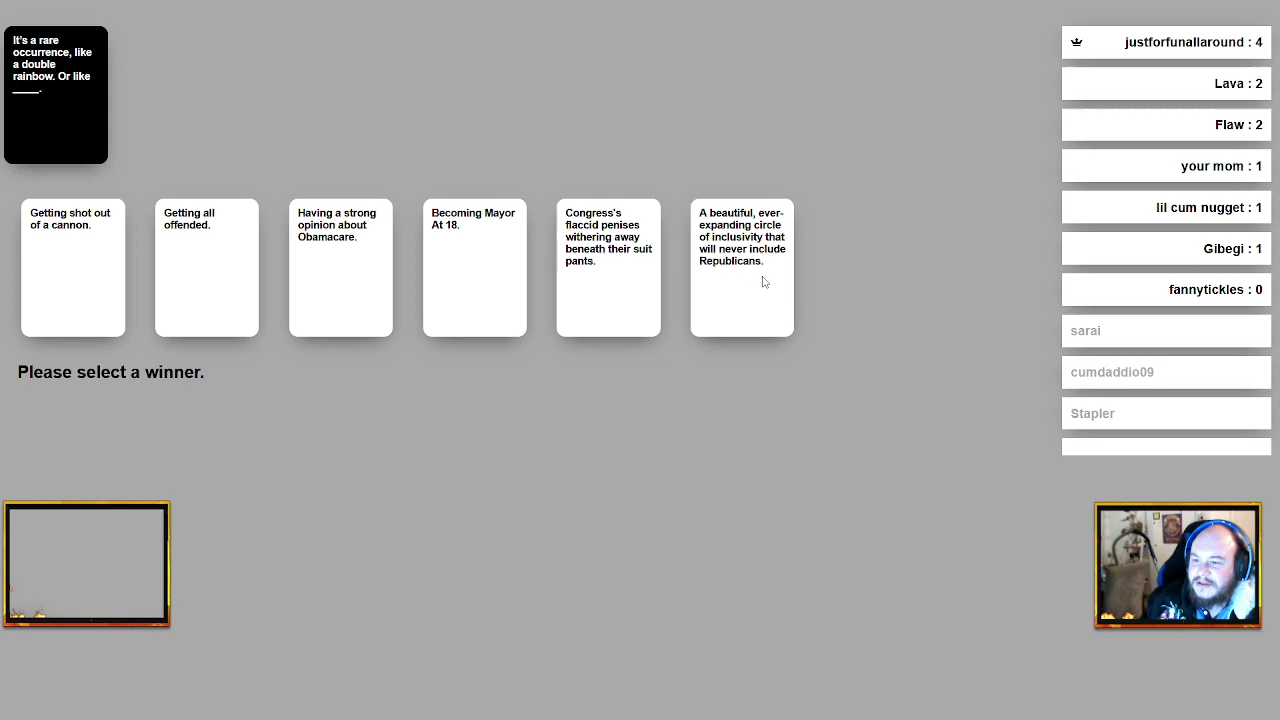 It's a rare
occurrence, like
a double
rainbow. Or like
_____.
Getting shot out
of a cannon.
Getting all
offended.
Having a strong
opinion about
Obamacare.
Becoming Mayor
At 18.
Congress's
flaccid penises
withering away
beneath their suit
pants.
A beautiful, ever-
expanding circle
of inclusivity that
will never include
Republicans.
Please select a winner.
justforfunallaround : 4
Lava : 2
Flaw : 2
your mom : 1
lil cum nugget : 1
Gibegi : 1
fannytickles : 0
sarai
cumdaddio09
Stapler